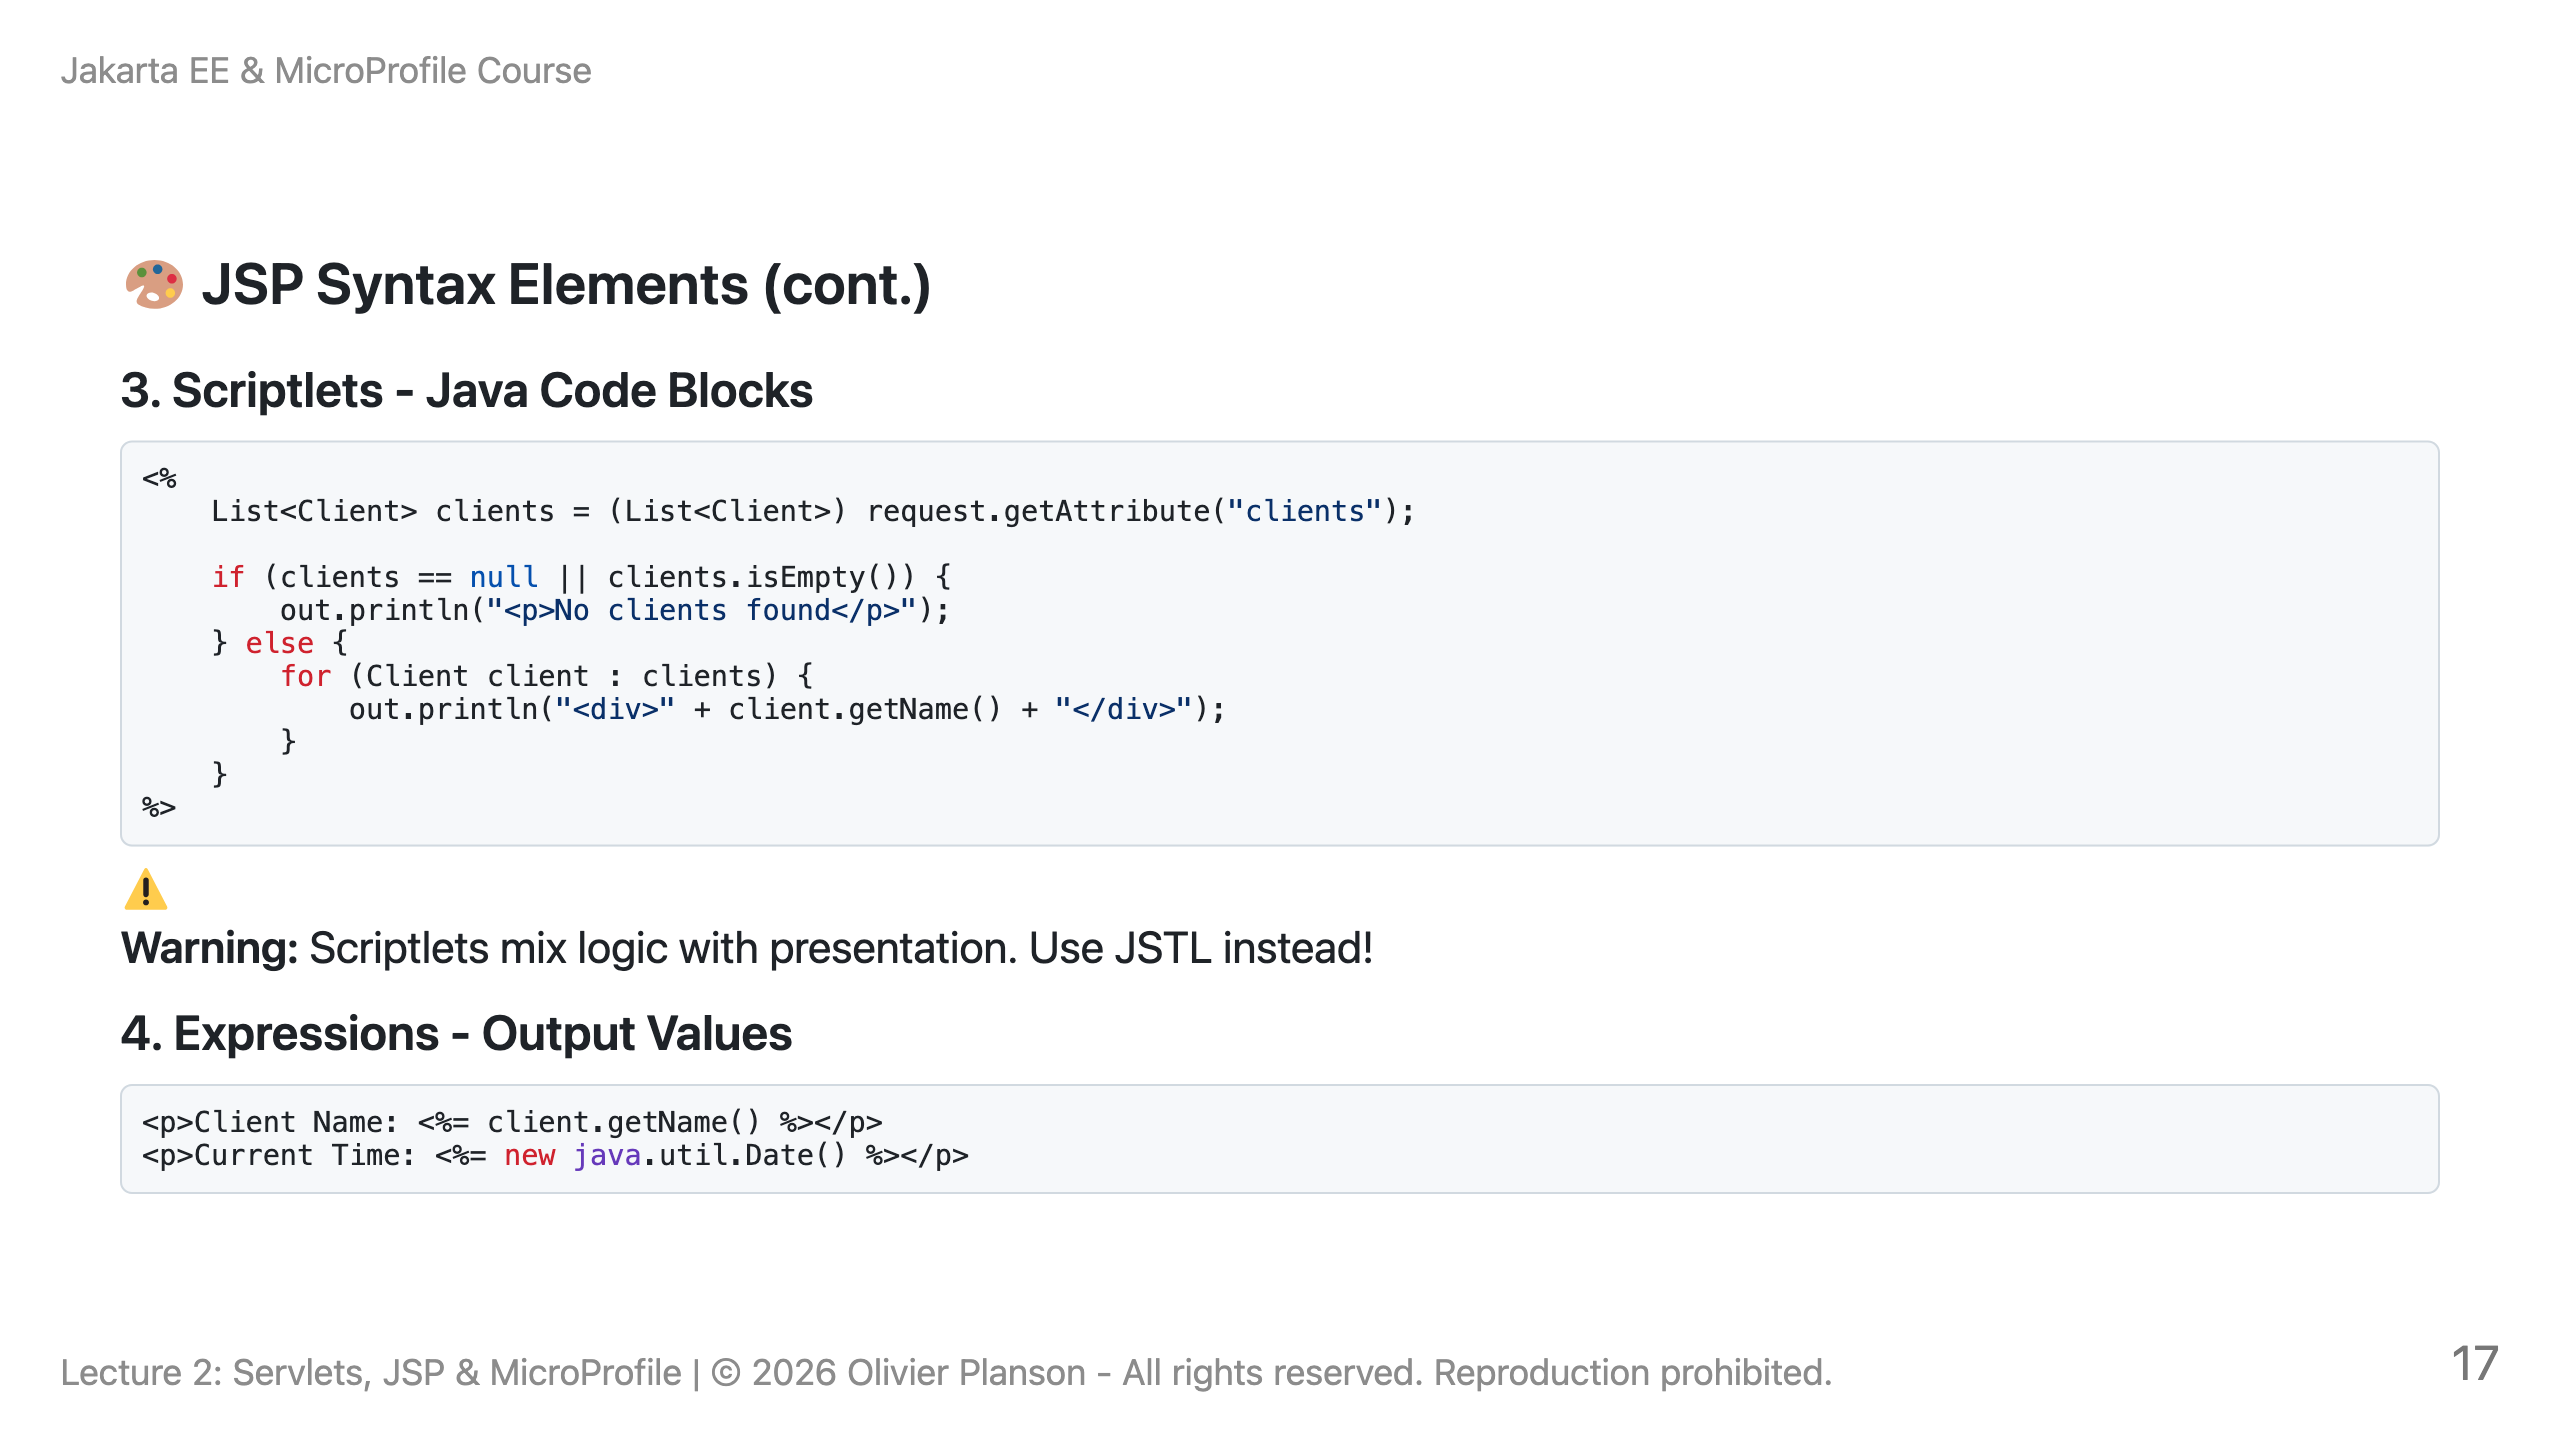 Jakarta EE & MicroProfile Course
🎨 JSP Syntax Elements (cont.)
3. Scriptlets - Java Code Blocks
<%
    List<Client> clients = (List<Client>) request.getAttribute("clients");

    if (clients == null || clients.isEmpty()) {
        out.println("<p>No clients found</p>");
    } else {
        for (Client client : clients) {
            out.println("<div>" + client.getName() + "</div>");
        }
    }
%>
⚠️
Warning: Scriptlets mix logic with presentation. Use JSTL instead!
4. Expressions - Output Values
<p>Client Name: <%= client.getName() %></p>
<p>Current Time: <%= new java.util.Date() %></p>
Lecture 2: Servlets, JSP & MicroProfile | © 2026 Olivier Planson - All rights reserved. Reproduction prohibited.
17